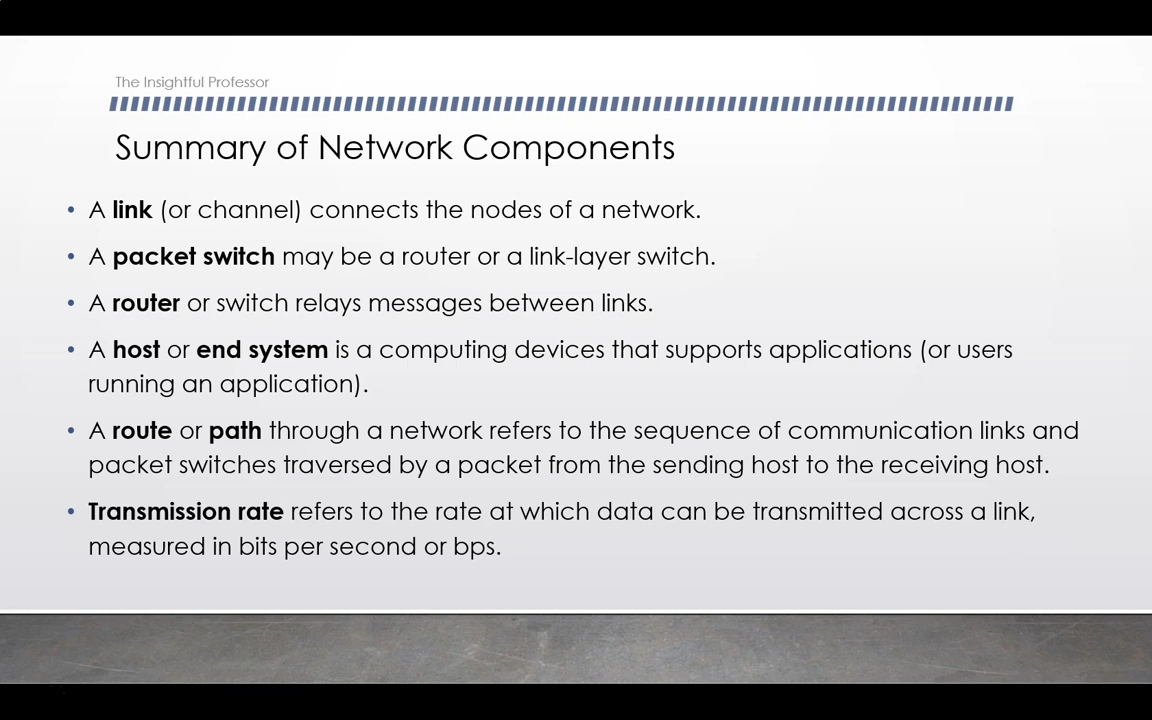 The Insightful Professor
Summary of Network Components
• A link (or channel) connects the nodes of a network.
• A packet switch may be a router or a link-layer switch.
• A router or switch relays messages between links.
• A host or end system is a computing devices that supports applications (or users
running an application).
• A route or path through a network refers to the sequence of communication links and
packet switches traversed by a packet from the sending host to the receiving host.
• Transmission rate refers to the rate at which data can be transmitted across a link,
measured in bits per second or bps.